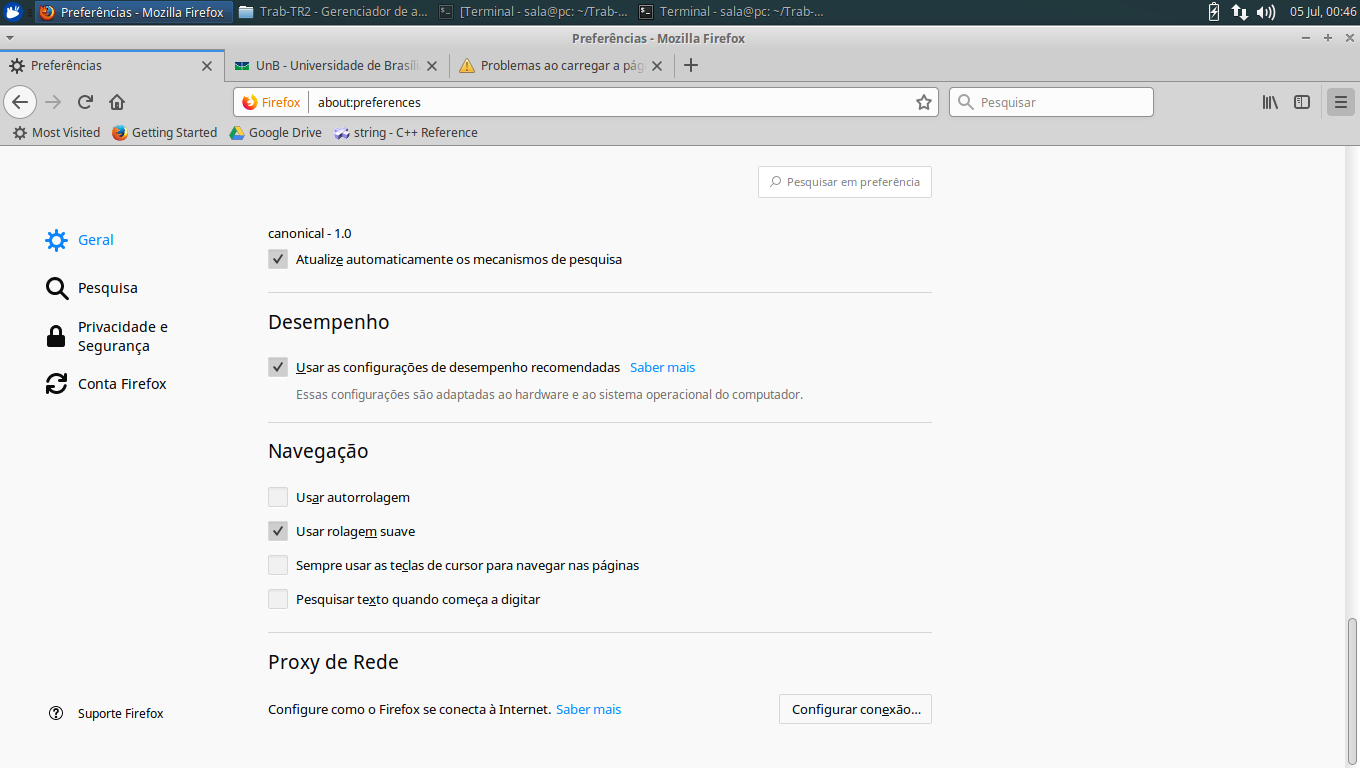 Preferências - Mozilla Firefox
Trab-TR2 - Gerenciador de a...
[Terminal - sala@pc: ~/Trab-...
Terminal - sala@pc: ~/Trab-...
05 Jul, 00:46
Preferências - Mozilla Firefox
Preferências
UnB - Universidade de Brasíli
Problemas ao carregar a pág
Firefox
about:preferences
Pesquisar
Most Visited
Getting Started
Google Drive
string - C++ Reference
Pesquisar em preferência
Geral
Pesquisa
Privacidade e
Segurança
Conta Firefox
Suporte Firefox
canonical - 1.0
Atualize automaticamente os mecanismos de pesquisa
Desempenho
Usar as configurações de desempenho recomendadas Saber mais
Essas configurações são adaptadas ao hardware e ao sistema operacional do computador.
Navegação
Usar autorrolagem
Usar rolagem suave
Sempre usar as teclas de cursor para navegar nas páginas
Pesquisar texto quando começa a digitar
Proxy de Rede
Configure como o Firefox se conecta à Internet. Saber mais
Configurar conexão...